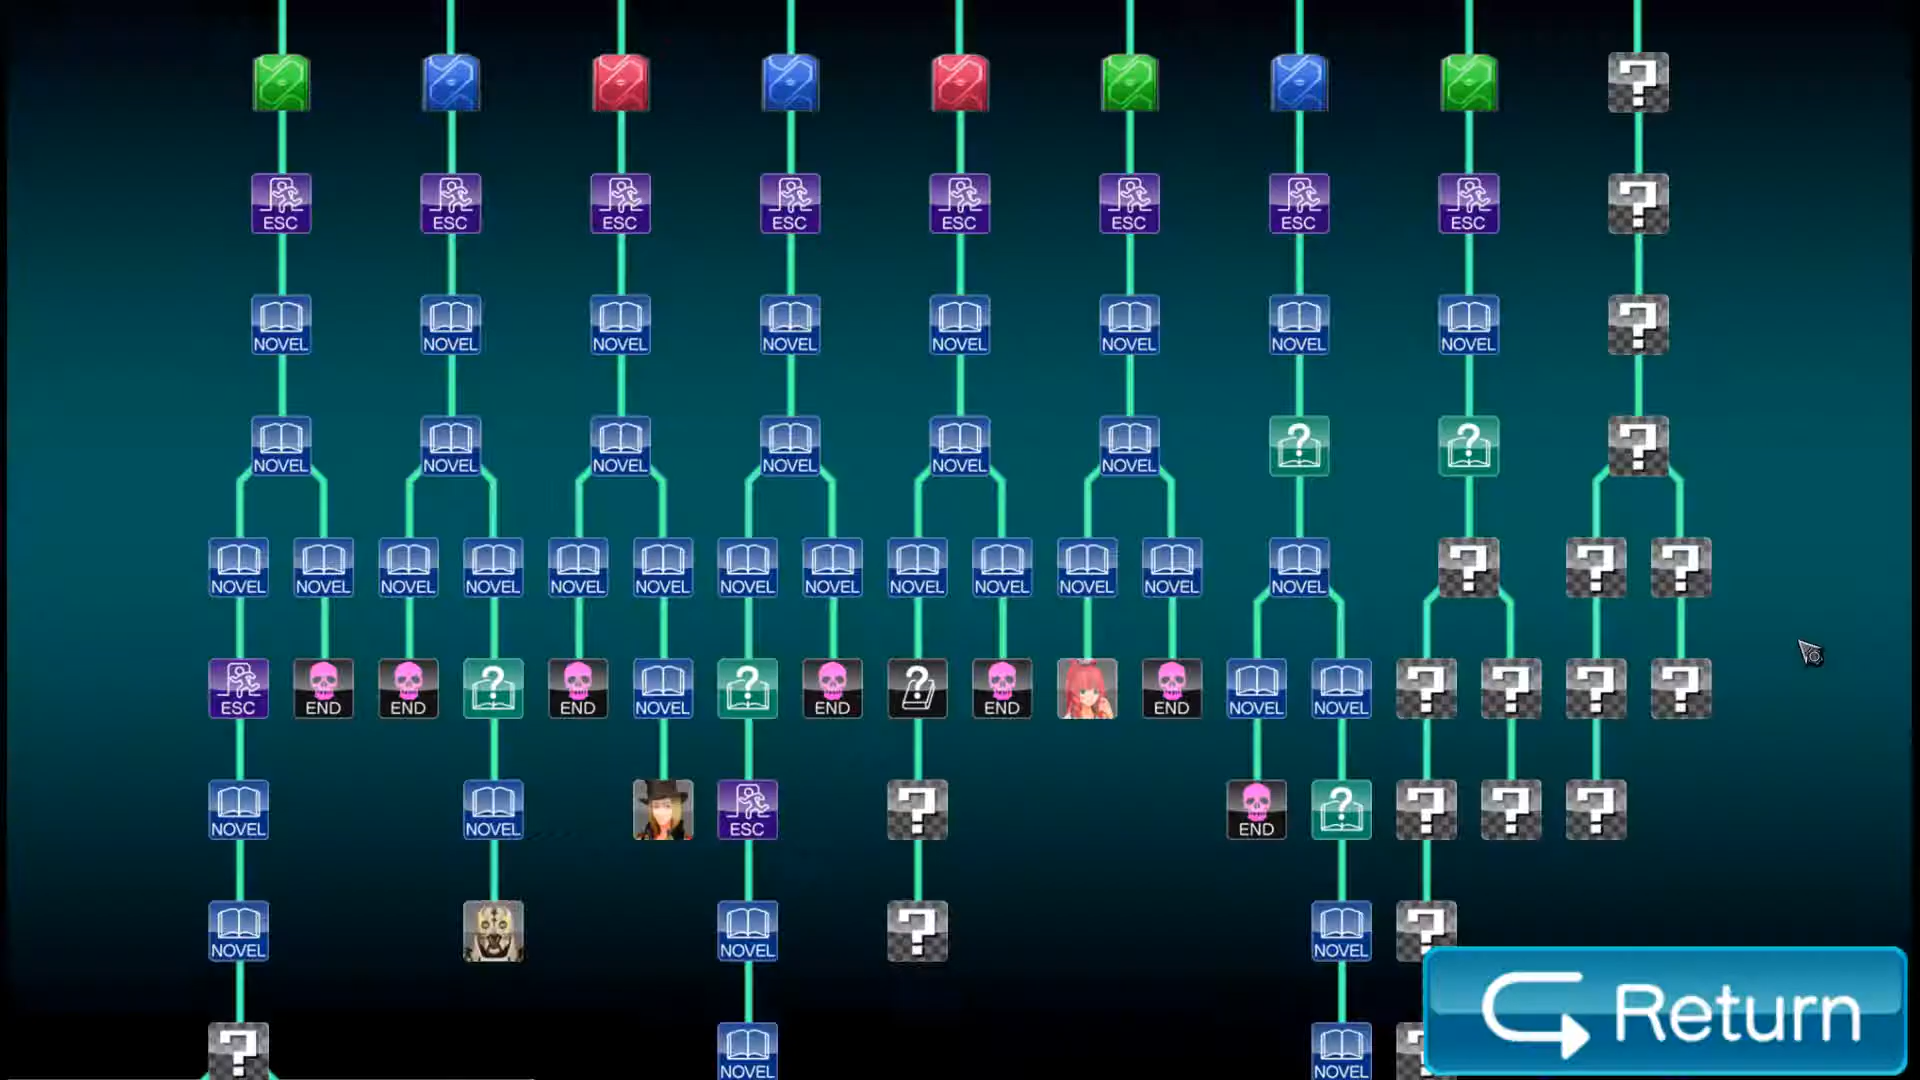 ? 
ESC ESC ESC ESC ESC ESC ESC ESC ?
NOVEL NOVEL NOVEL NOVEL NOVEL NOVEL NOVEL NOVEL ?
NOVEL NOVEL NOVEL NOVEL NOVEL NOVEL ? ? ?
NOVEL NOVEL NOVEL NOVEL NOVEL NOVEL NOVEL NOVEL NOVEL NOVEL NOVEL NOVEL NOVEL ? ? ?
ESC END END ? END NOVEL ? END ? END END NOVEL NOVEL ? ? ? ?
NOVEL NOVEL ESC ? END ? ? ? ?
NOVEL NOVEL ? NOVEL ?
? NOVEL NOVEL ?
Return